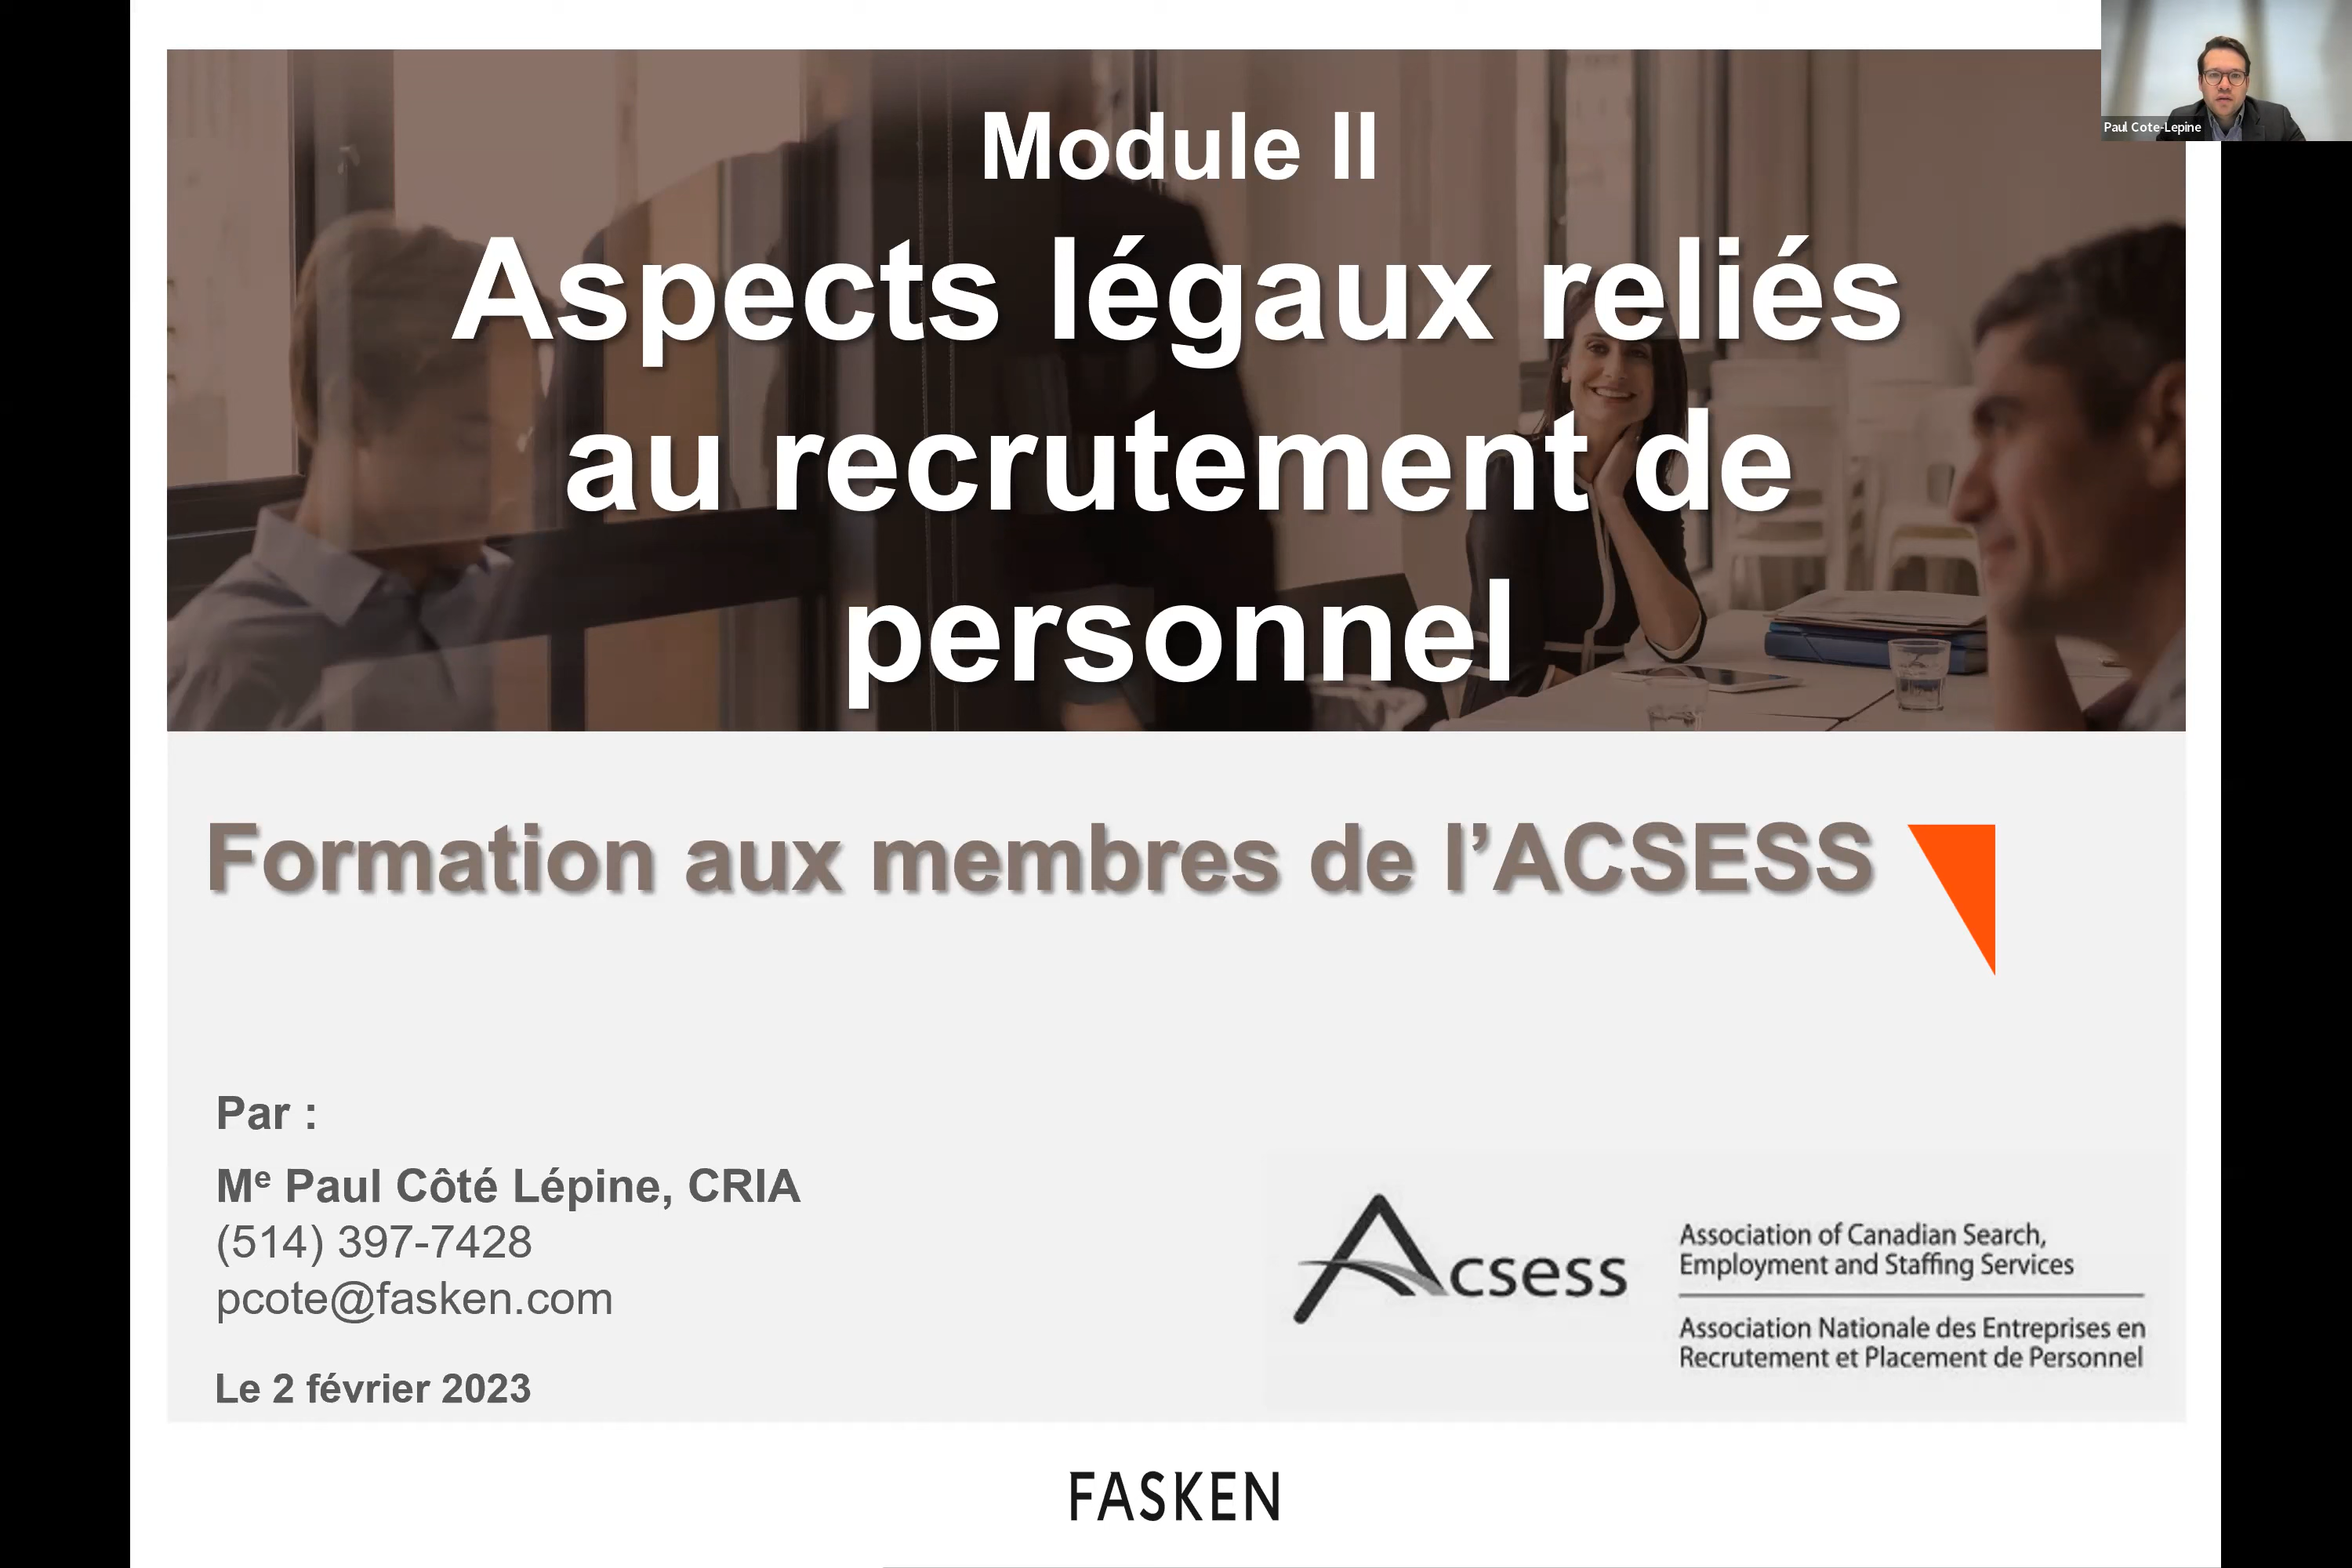 Paul Cote-Lepine
Module II
Aspects légaux reliés
au recrutement de
personnel
Formation aux membres de l’ACSESS
Par :
Mᵉ Paul Côté Lépine, CRIA
(514) 397-7428
pcote@fasken.com
Le 2 février 2023
Acsess
Association of Canadian Search,
Employment and Staffing Services
Association Nationale des Entreprises en
Recrutement et Placement de Personnel
FASKEN